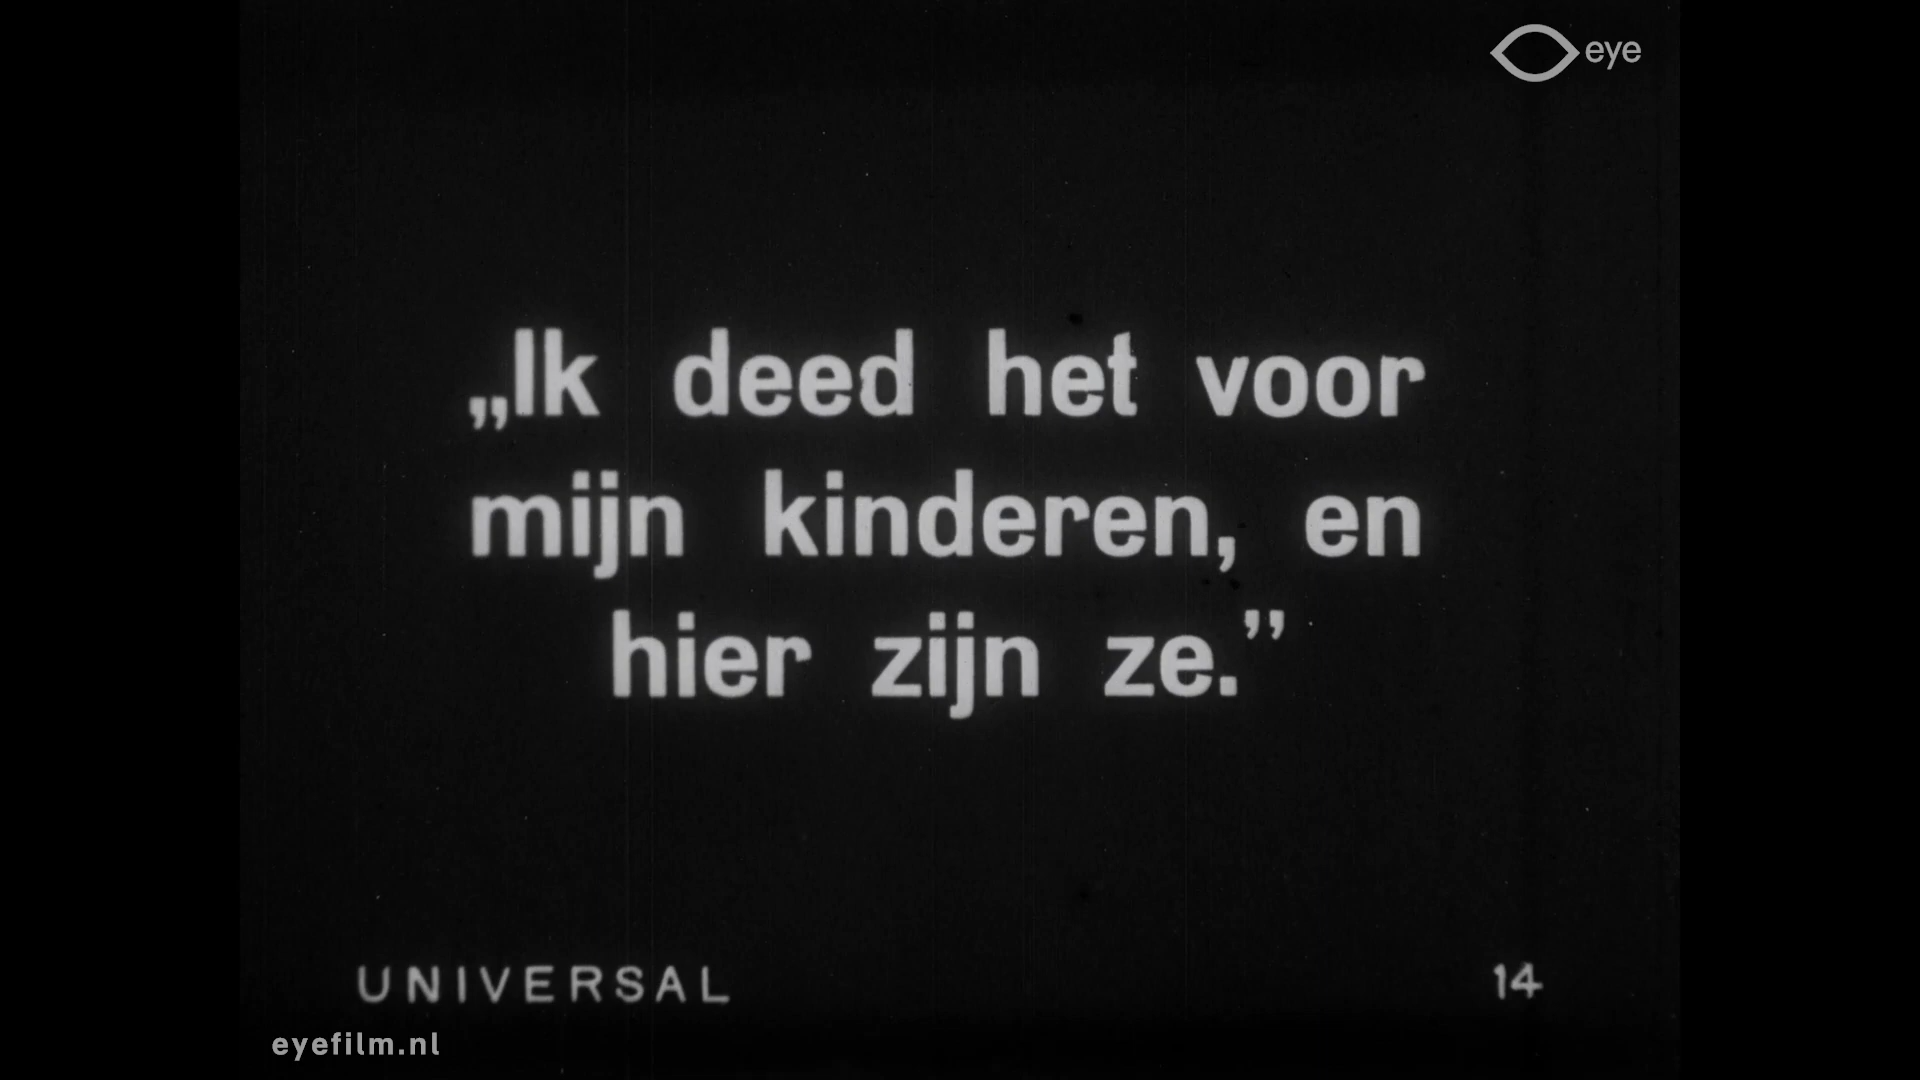 eye
„Ik deed het voor
mijn kinderen, en
hier zijn ze.”
UNIVERSAL 14
eyefilm.nl